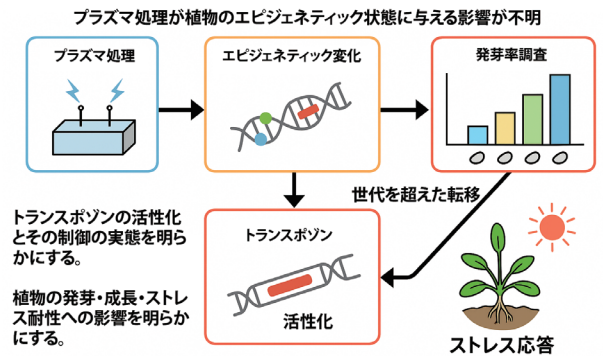 プラズマ処理が植物のエピジェネティック状態に与える影響が不明
プラズマ処理
エピジェネティック変化
発芽率調査
世代を超えた転移
トランスポゾンの活性化
とその制御の実態を明ら
かにする。
植物の発芽・成長・ストレ
ス耐性への影響を明らか
にする。
トランスポゾン
活性化
ストレス応答